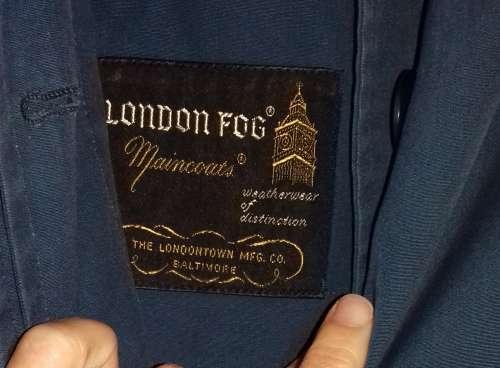 LONDON FOG®
Maincoats®
weatherwear
of
distinction
THE LONDONTOWN MFG. CO.
BALTIMORE